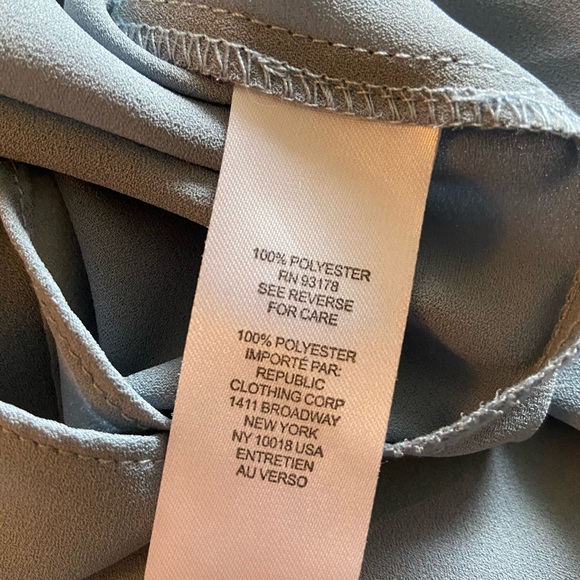 100% POLYESTER
RN 93178
SEE REVERSE
FOR CARE
100% POLYESTER
IMPORTÉ PAR:
REPUBLIC
CLOTHING CORP
1411 BROADWAY
NEW YORK
NY 10018 USA
ENTRETIEN
AU VERSO